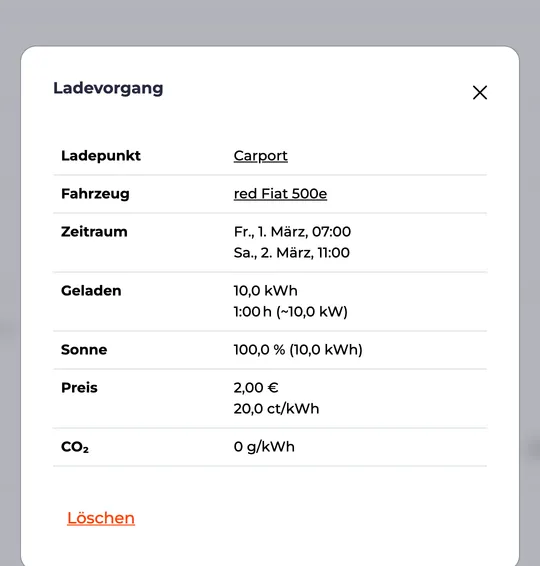 Ladevorgang
Ladepunkt Carport
Fahrzeug red Fiat 500e
Zeitraum Fr., 1. März, 07:00
Sa., 2. März, 11:00
Geladen 10,0 kWh
1:00 h (~10,0 kW)
Sonne 100,0 % (10,0 kWh)
Preis 2,00 €
20,0 ct/kWh
CO₂ 0 g/kWh
Löschen